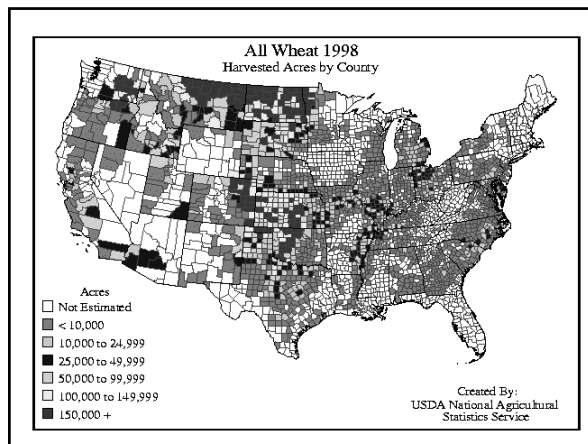 All Wheat 1998
Harvested Acres by County
Acres
Not Estimated
< 10,000
10,000 to 24,999
25,000 to 49,999
50,000 to 99,999
100,000 to 149,999
150,000 +
Created By:
USDA National Agricultural
Statistics Service